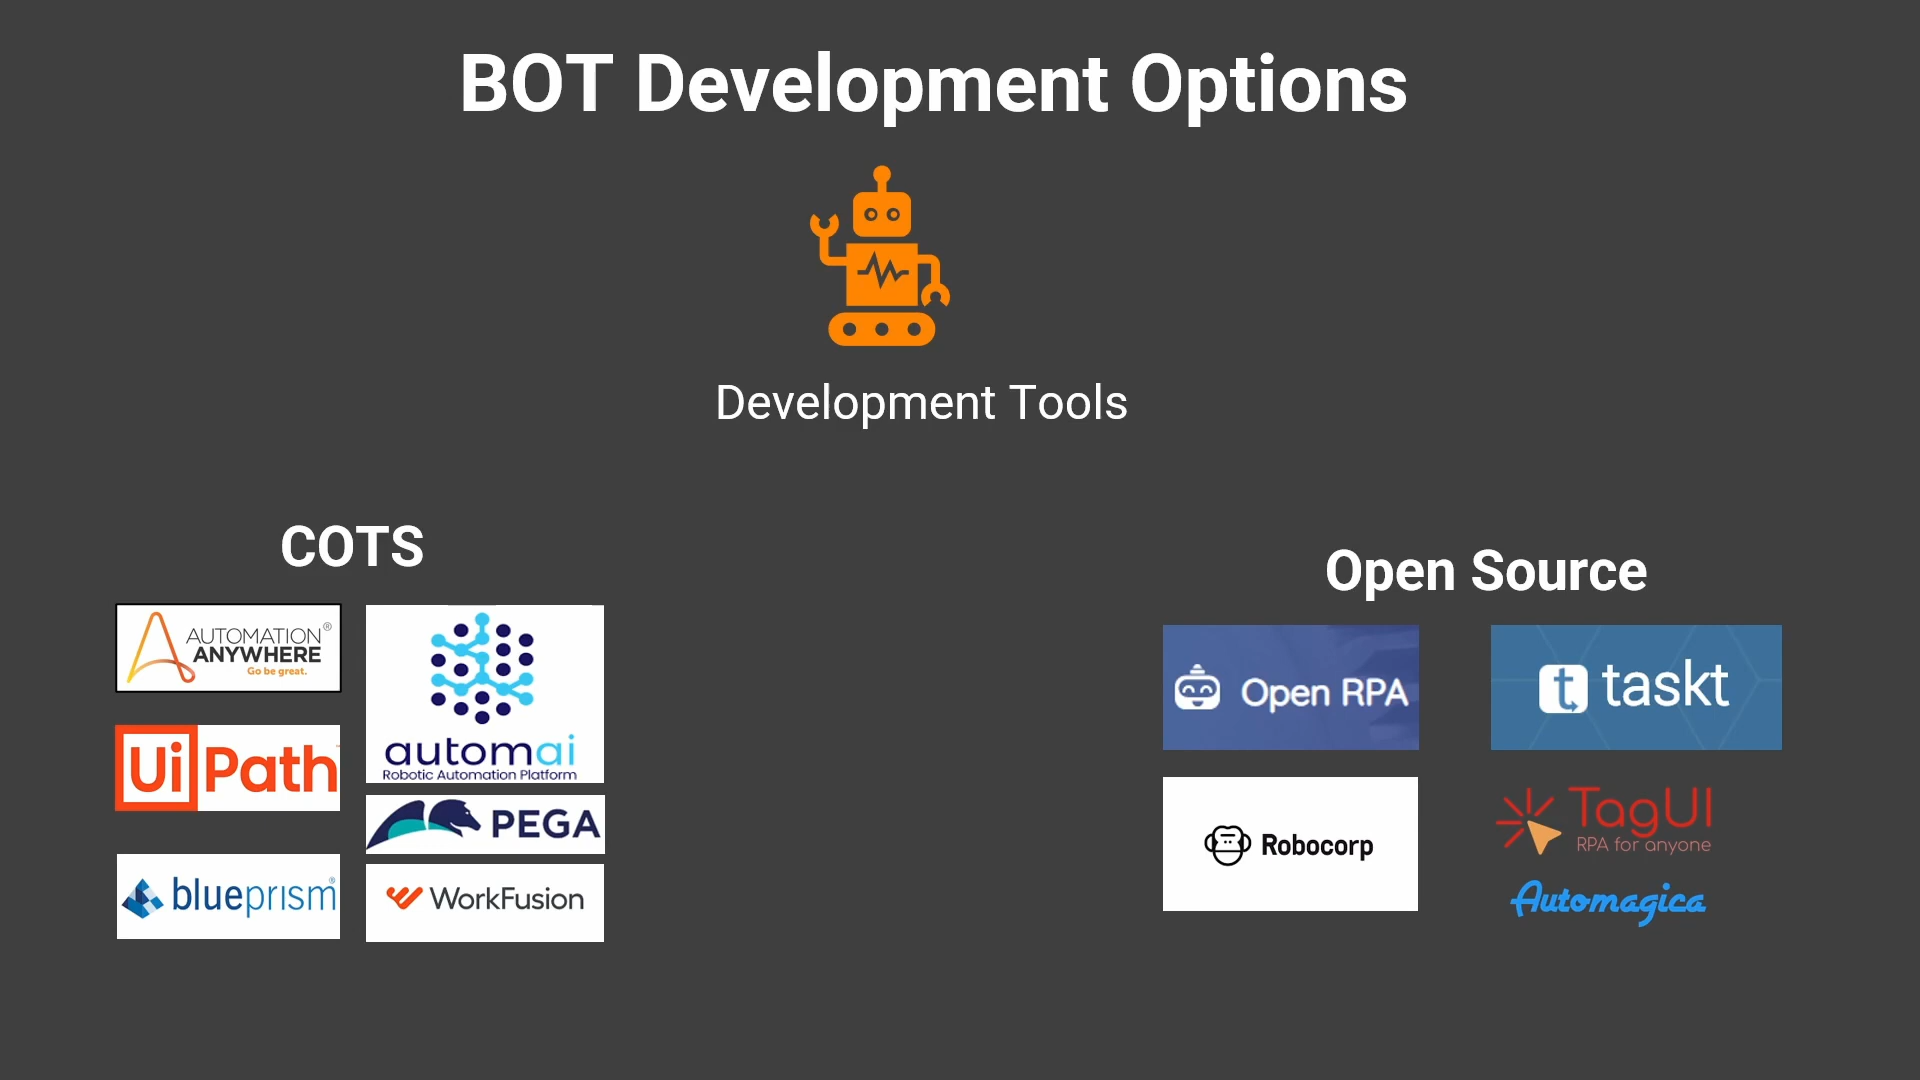 BOT Development Options
Development Tools
COTS
AUTOMATION®
ANYWHERE
Go be great.
UiPath
blueprism®
automai
Robotic Automation Platform
PEGA
WorkFusion
Open Source
Open RPA
t taskt
Robocorp
TagUI
RPA for anyone
Automagica